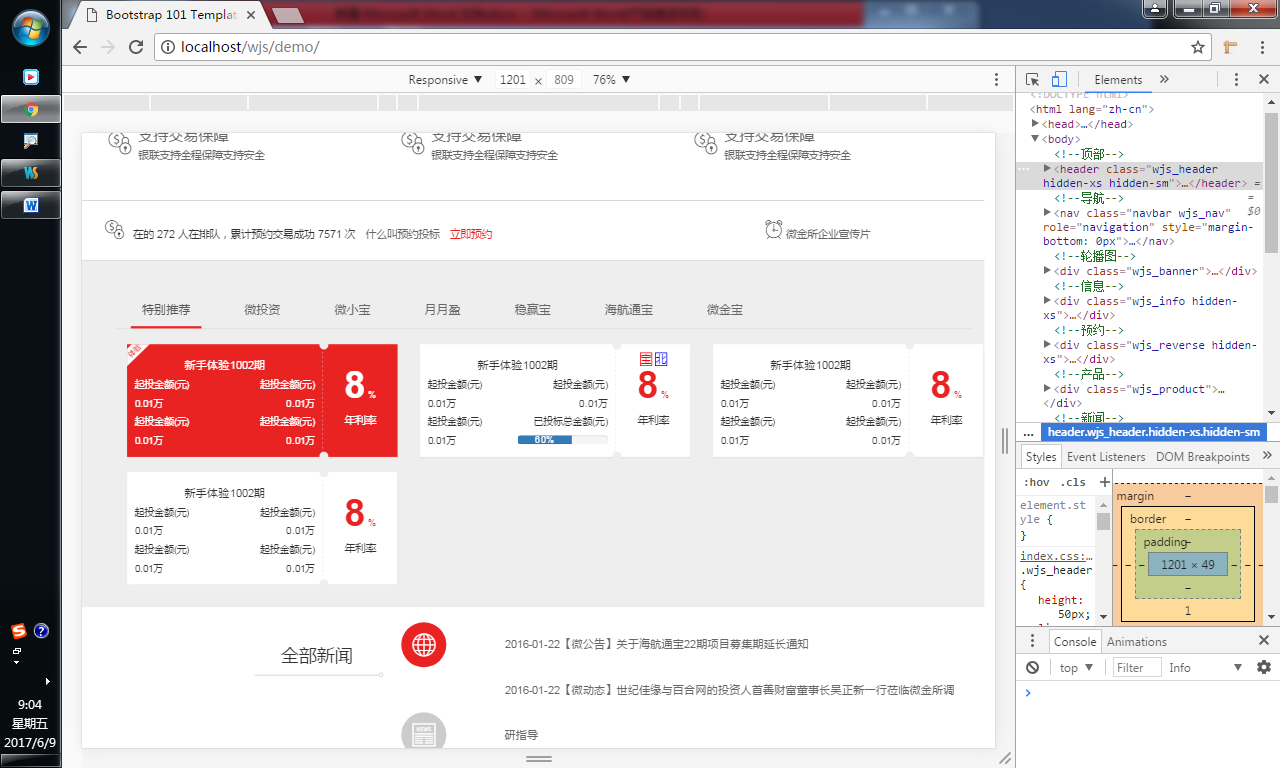 Bootstrap 101 Templat
localhost/wjs/demo/
Responsive ▼ 1201 × 809 76% ▼
支持交易保障 支持交易保障 支持交易保障
银联支持全程保障支持安全 银联支持全程保障支持安全 银联支持全程保障支持安全
在的 272 人在排队，累计预约交易成功 7571 次 什么叫预约投标 立即预约 微金所企业宣传片
特别推荐 微投资 微小宝 月月盈 稳赢宝 海航通宝 微金宝
体验
新手体验1002期
起投金额(元) 起投金额(元)
0.01万 0.01万
起投金额(元) 起投金额(元)
0.01万 0.01万
8%
年利率
新手体验1002期
起投金额(元) 起投金额(元)
0.01万 0.01万
起投金额(元) 已投标总金额(元)
0.01万 60%
8%
年利率
新手体验1002期
起投金额(元) 起投金额(元)
0.01万 0.01万
起投金额(元) 起投金额(元)
0.01万 0.01万
8%
年利率
新手体验1002期
起投金额(元) 起投金额(元)
0.01万 0.01万
起投金额(元) 起投金额(元)
0.01万 0.01万
8%
年利率
全部新闻
2016-01-22【微公告】关于海航通宝22期项目募集期延长通知
2016-01-22【微动态】世纪佳缘与百合网的投资人首善财富董事长吴正新一行莅临微金所调
NEWS
研指导
Elements »
<!DOCTYPE html>
<html lang="zh-cn">
▶<head>…</head>
▼<body>
<!--顶部-->
▶<header class="wjs_header
hidden-xs hidden-sm">…</header> =
<!--导航--> =
▶<nav class="navbar wjs_nav" $0
role="navigation" style="margin-
bottom: 0px">…</nav>
<!--轮播图-->
▶<div class="wjs_banner">…</div>
<!--信息-->
▶<div class="wjs_info hidden-
xs">…</div>
<!--预约-->
▶<div class="wjs_reverse hidden-
xs">…</div>
<!--产品-->
▶<div class="wjs_product">…
</div>
<!--新闻-->
... header.wjs_header.hidden-xs.hidden-sm
Styles Event Listeners DOM Breakpoints »
:hov .cls +
element.st
yle {
}
index.css:…
.wjs_header
{
height:
50px;
margin –
border –
padding –
– – – 1201 × 49 – – –
–
1
Console Animations
top ▼ Filter Info ▼
>
9:04
星期五
2017/6/9